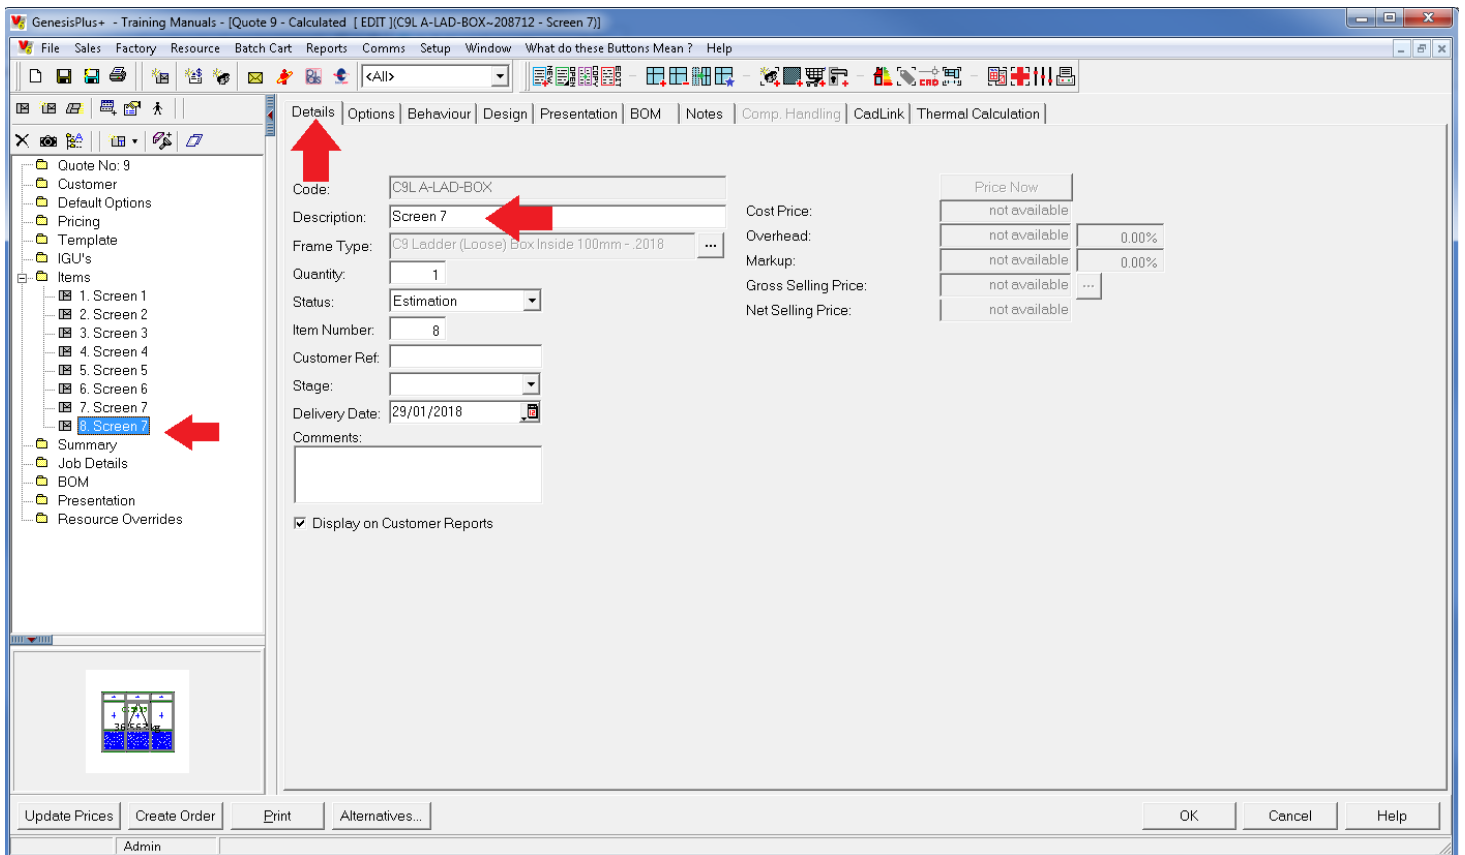 GenesisPlus+ - Training Manuals - [Quote 9 - Calculated [ EDIT ](C9L A-LAD-BOX~208712 - Screen 7)]
File Sales Factory Resource Batch Cart Reports Comms Setup Window What do these Buttons Mean ? Help
<All>
Details Options Behaviour Design Presentation BOM Notes Comp. Handling CadLink Thermal Calculation
Quote No: 9
Customer
Default Options
Pricing
Template
IGU's
Items
1. Screen 1
2. Screen 2
3. Screen 3
4. Screen 4
5. Screen 5
6. Screen 6
7. Screen 7
8. Screen 7
Summary
Job Details
BOM
Presentation
Resource Overrides
Code: C9L A-LAD-BOX
Description: Screen 7
Frame Type: C9 Ladder (Loose) Box Inside 100mm - .2018 ...
Quantity: 1
Status: Estimation
Item Number: 8
Customer Ref:
Stage:
Delivery Date: 29/01/2018
Comments:
Display on Customer Reports
Price Now
Cost Price: not available
Overhead: not available 0.00%
Markup: not available 0.00%
Gross Selling Price: not available ...
Net Selling Price: not available
Update Prices Create Order Print Alternatives... OK Cancel Help
Admin